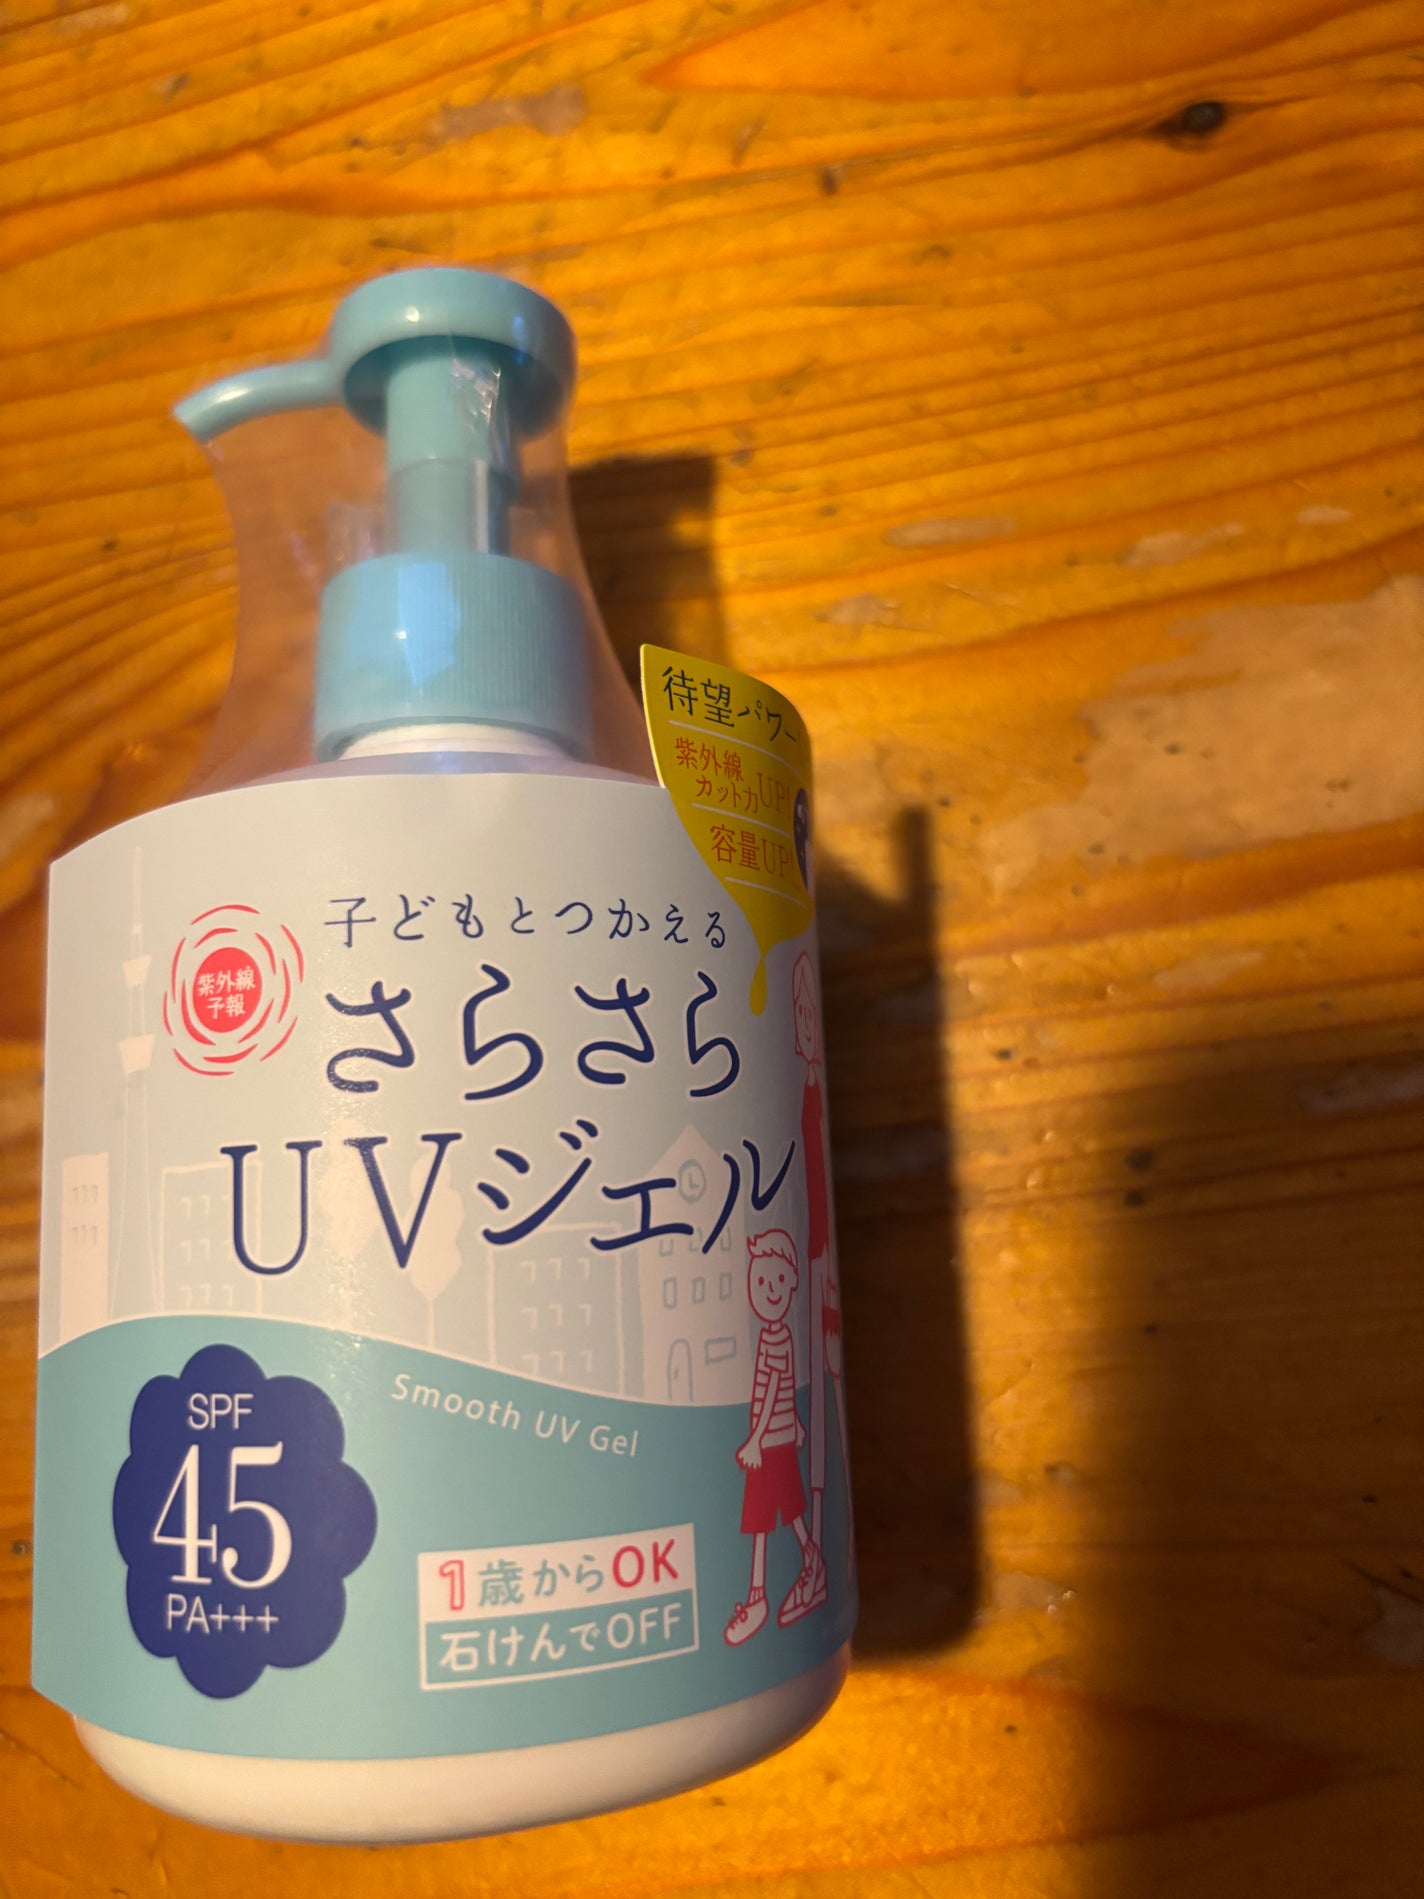 待望パワー
紫外線
カット力UP!
容量UP!
子どもとつかえる
紫外線
予報
さらさら
UVジェル
Smooth UV Gel
SPF
45
PA+++
1歳からOK
石けんでOFF